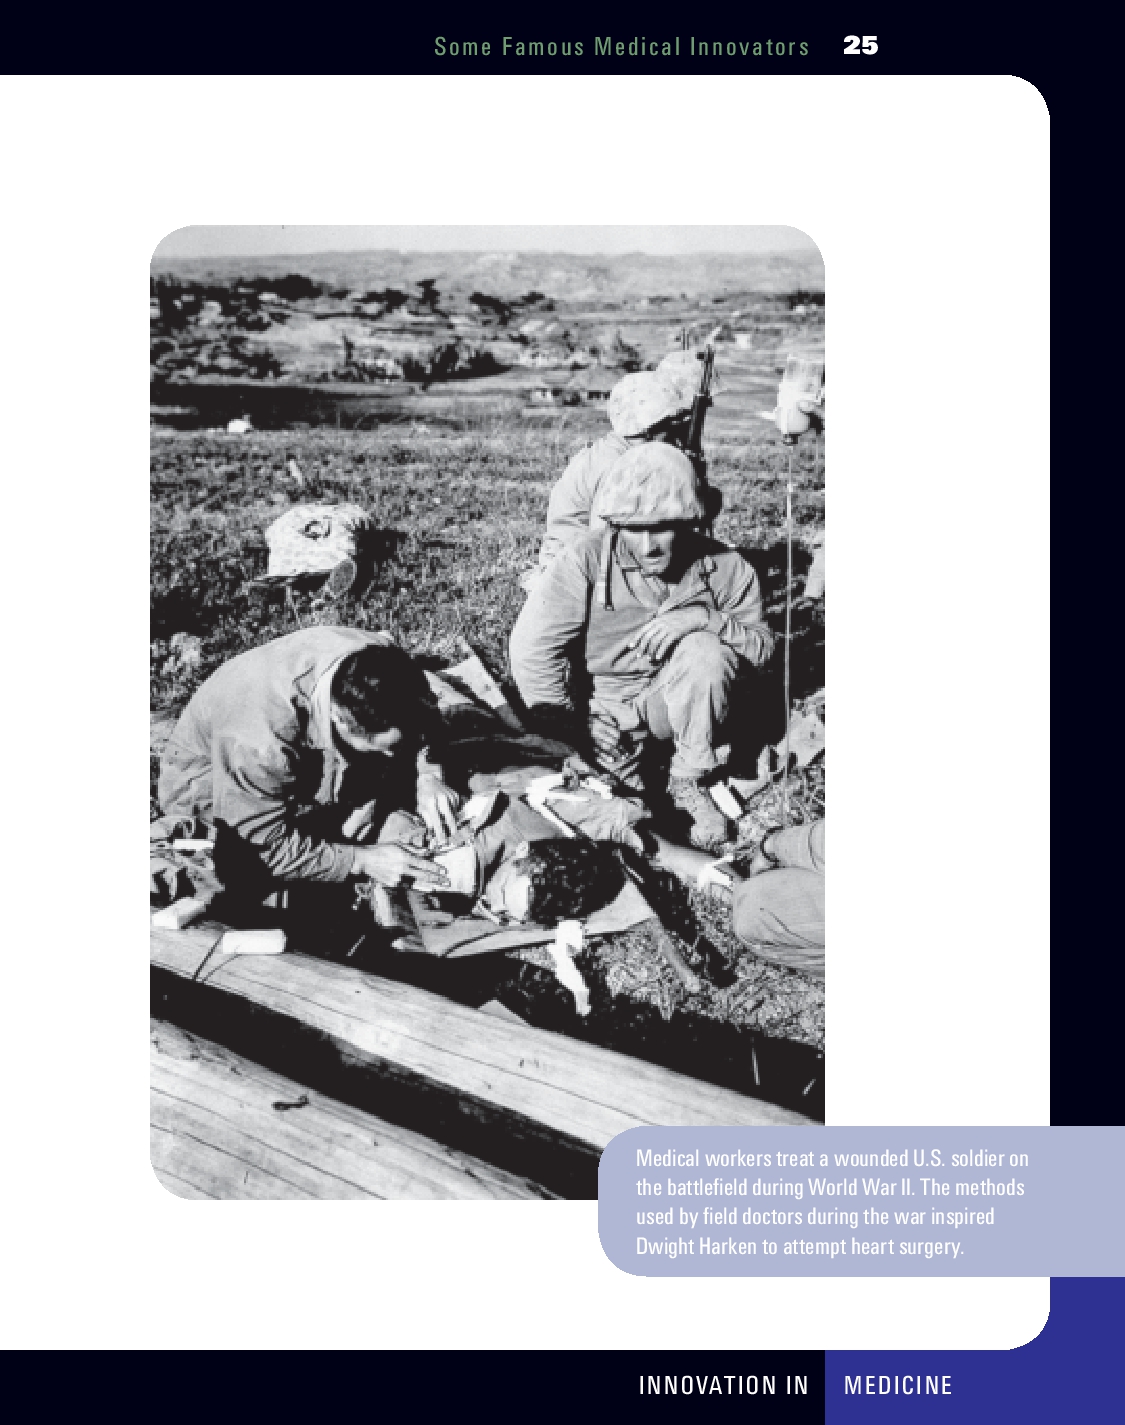 Some Famous Medical Innovators 25
Medical workers treat a wounded U.S. soldier on
the battlefield during World War II. The methods
used by field doctors during the war inspired
Dwight Harken to attempt heart surgery.
INNOVATION IN MEDICINE